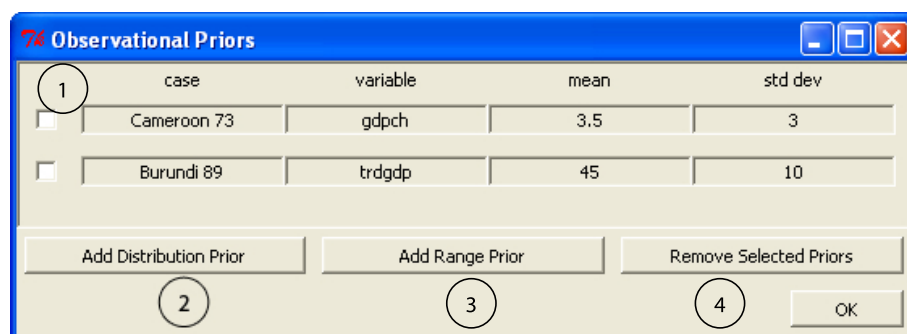 7% Observational Priors
1 case variable mean std dev
Cameroon 73 gdpch 3.5 3
Burundi 89 trdgdp 45 10
Add Distribution Prior Add Range Prior Remove Selected Priors
2 3 4
OK